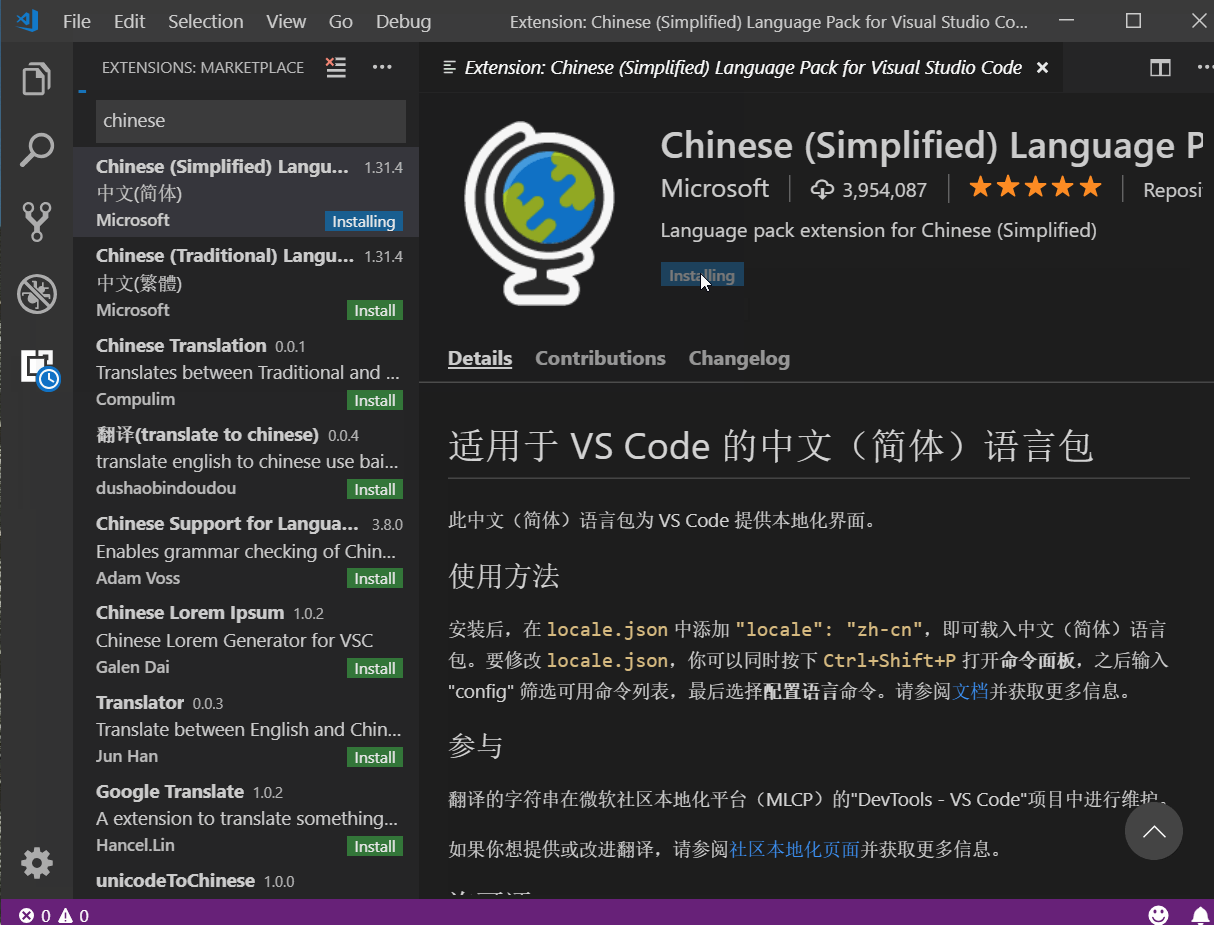 File Edit Selection View Go Debug Extension: Chinese (Simplified) Language Pack for Visual Studio Co...
EXTENSIONS: MARKETPLACE
chinese
Chinese (Simplified) Langu... 1.31.4
中文(简体)
Microsoft Installing
Chinese (Traditional) Langu... 1.31.4
中文(繁體)
Microsoft Install
Chinese Translation 0.0.1
Translates between Traditional and ...
Compulim Install
翻译(translate to chinese) 0.0.4
translate english to chinese use bai...
dushaobindoudou Install
Chinese Support for Langua... 3.8.0
Enables grammar checking of Chin...
Adam Voss Install
Chinese Lorem Ipsum 1.0.2
Chinese Lorem Generator for VSC
Galen Dai Install
Translator 0.0.3
Translate between English and Chin...
Jun Han Install
Google Translate 1.0.2
A extension to translate something...
Hancel.Lin Install
unicodeToChinese 1.0.0
Extension: Chinese (Simplified) Language Pack for Visual Studio Code
Chinese (Simplified) Language P
Microsoft 3,954,087 Reposi
Language pack extension for Chinese (Simplified)
Installing
Details Contributions Changelog
适用于 VS Code 的中文（简体）语言包
此中文（简体）语言包为 VS Code 提供本地化界面。
使用方法
安装后，在 locale.json 中添加 "locale": "zh-cn"，即可载入中文（简体）语言
包。要修改 locale.json，你可以同时按下 Ctrl+Shift+P 打开命令面板，之后输入
"config" 筛选可用命令列表，最后选择配置语言命令。请参阅文档并获取更多信息。
参与
翻译的字符串在微软社区本地化平台（MLCP）的"DevTools - VS Code"项目中进行维护。
如果你想提供或改进翻译，请参阅社区本地化页面并获取更多信息。
0 0